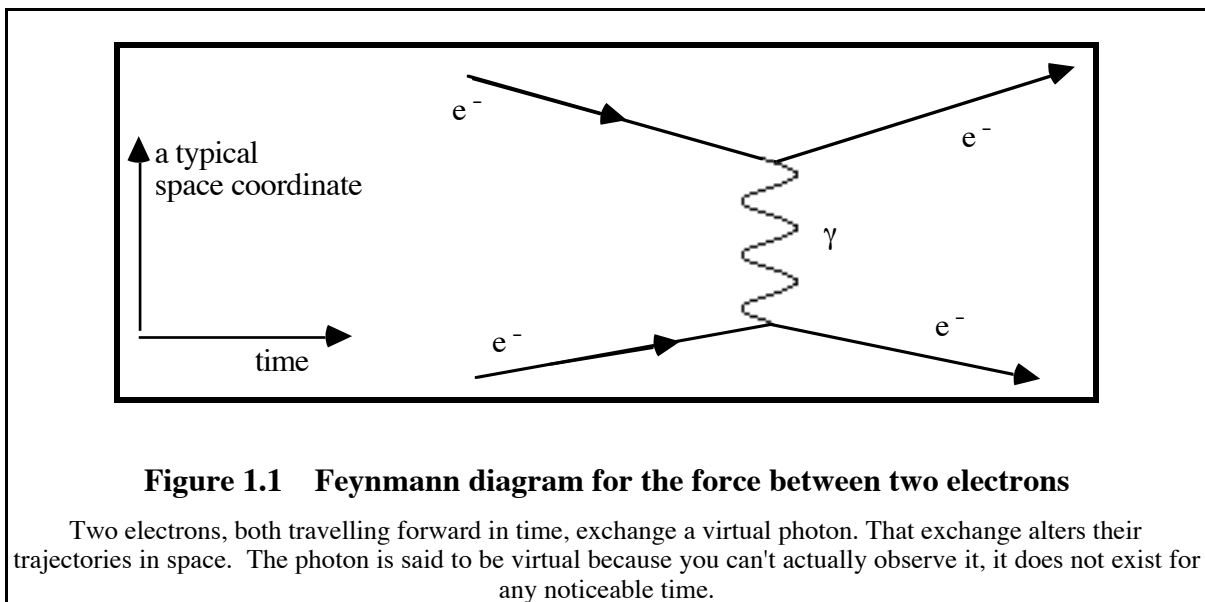 e⁻
e⁻
a typical
space coordinate
γ
e⁻
e⁻
time
Figure 1.1 Feynmann diagram for the force between two electrons
Two electrons, both travelling forward in time, exchange a virtual photon. That exchange alters their
trajectories in space. The photon is said to be virtual because you can't actually observe it, it does not exist for
any noticeable time.